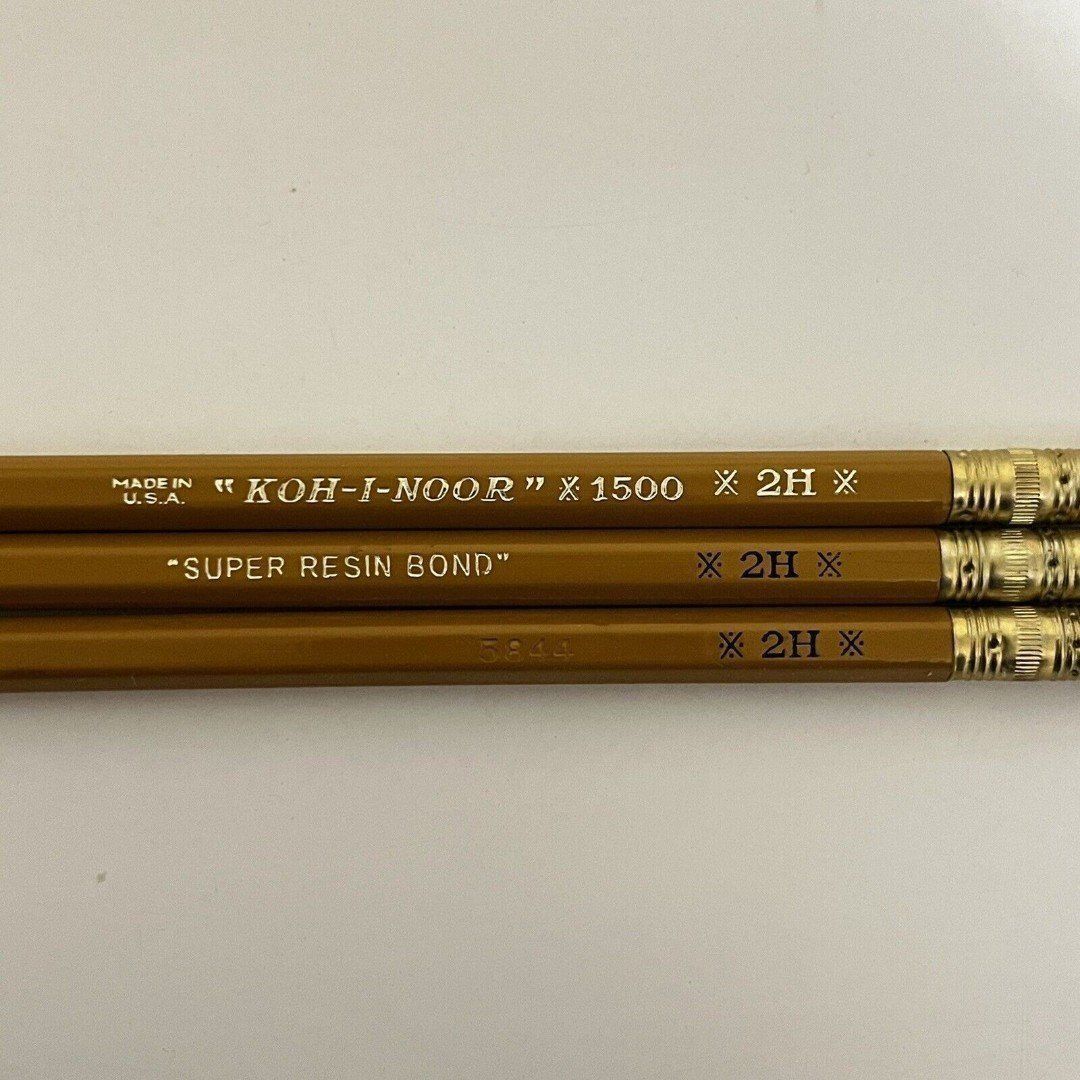 MADE IN
U.S.A.
"KOH-I-NOOR" ※ 1500 ※ 2H ※
"SUPER RESIN BOND" ※ 2H ※
5844 ※ 2H ※